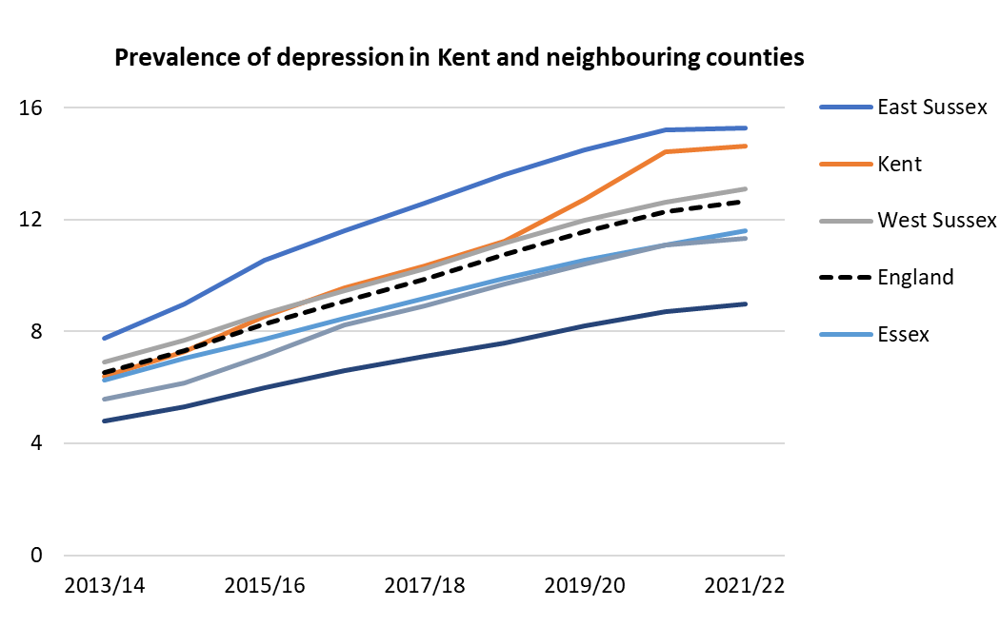 Prevalence of depression in Kent and neighbouring counties
16
12
8
4
0
2013/14 2015/16 2017/18 2019/20 2021/22
East Sussex
Kent
West Sussex
England
Essex